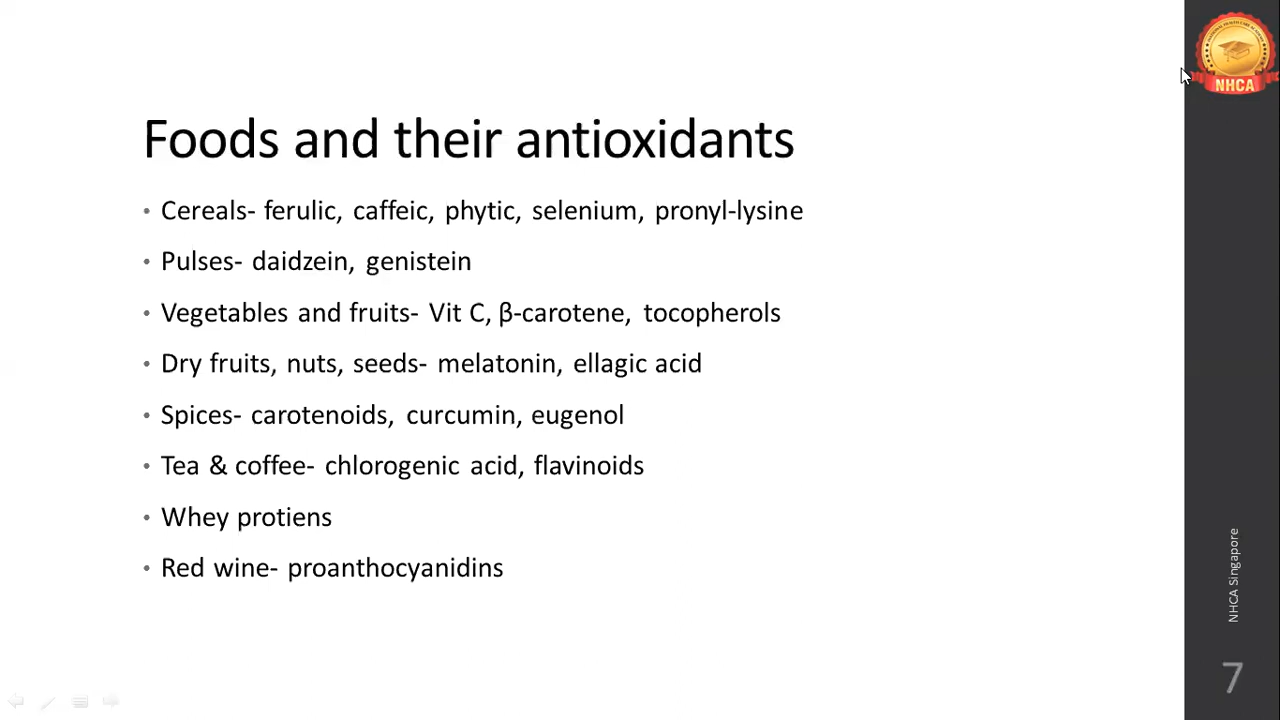 Foods and their antioxidants
• Cereals- ferulic, caffeic, phytic, selenium, pronyl-lysine
• Pulses- daidzein, genistein
• Vegetables and fruits- Vit C, β-carotene, tocopherols
• Dry fruits, nuts, seeds- melatonin, ellagic acid
• Spices- carotenoids, curcumin, eugenol
• Tea & coffee- chlorogenic acid, flavinoids
• Whey protiens
• Red wine- proanthocyanidins
NHCA
NHCA Singapore
7